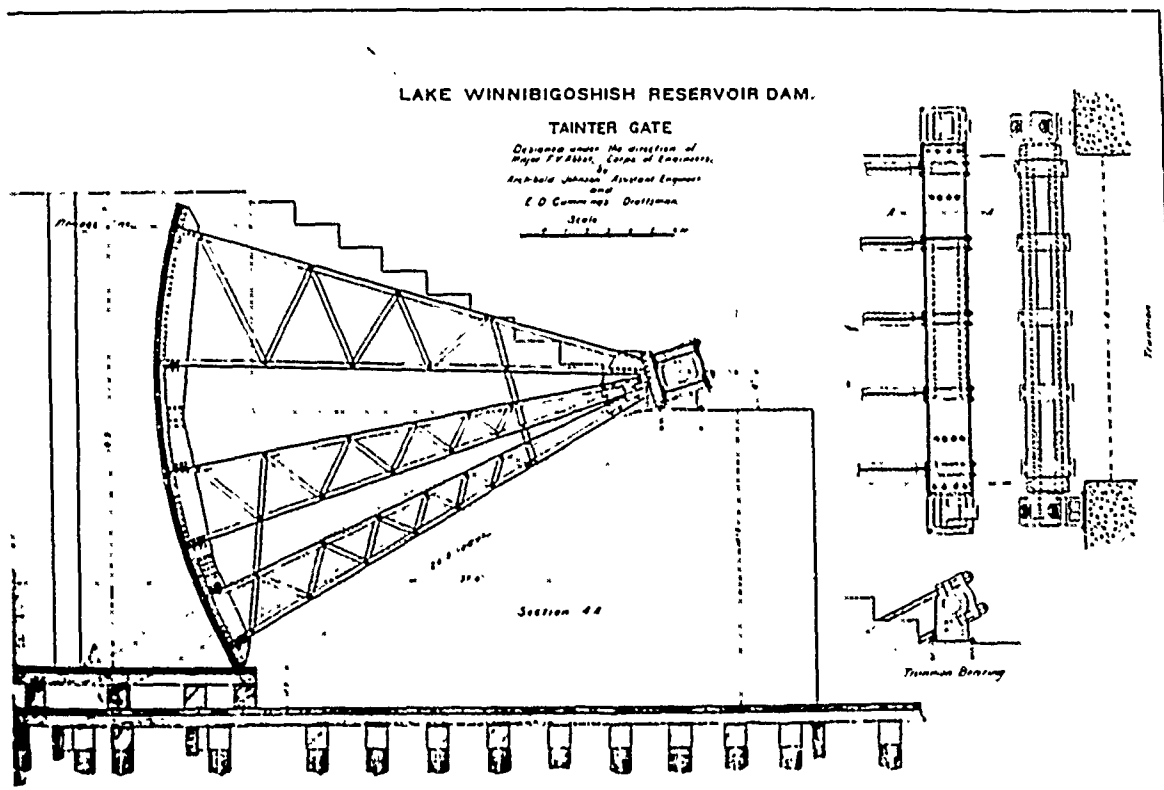 LAKE WINNIBIGOSHISH RESERVOIR DAM.
TAINTER GATE
Designed under the direction of
Major F V Abbot, Corps of Engineers,
by
Archibald Johnson Assistant Engineer
and
E D Cummings Draftsman
Scale
Trunnion
Section AA
Trunnion Bearing